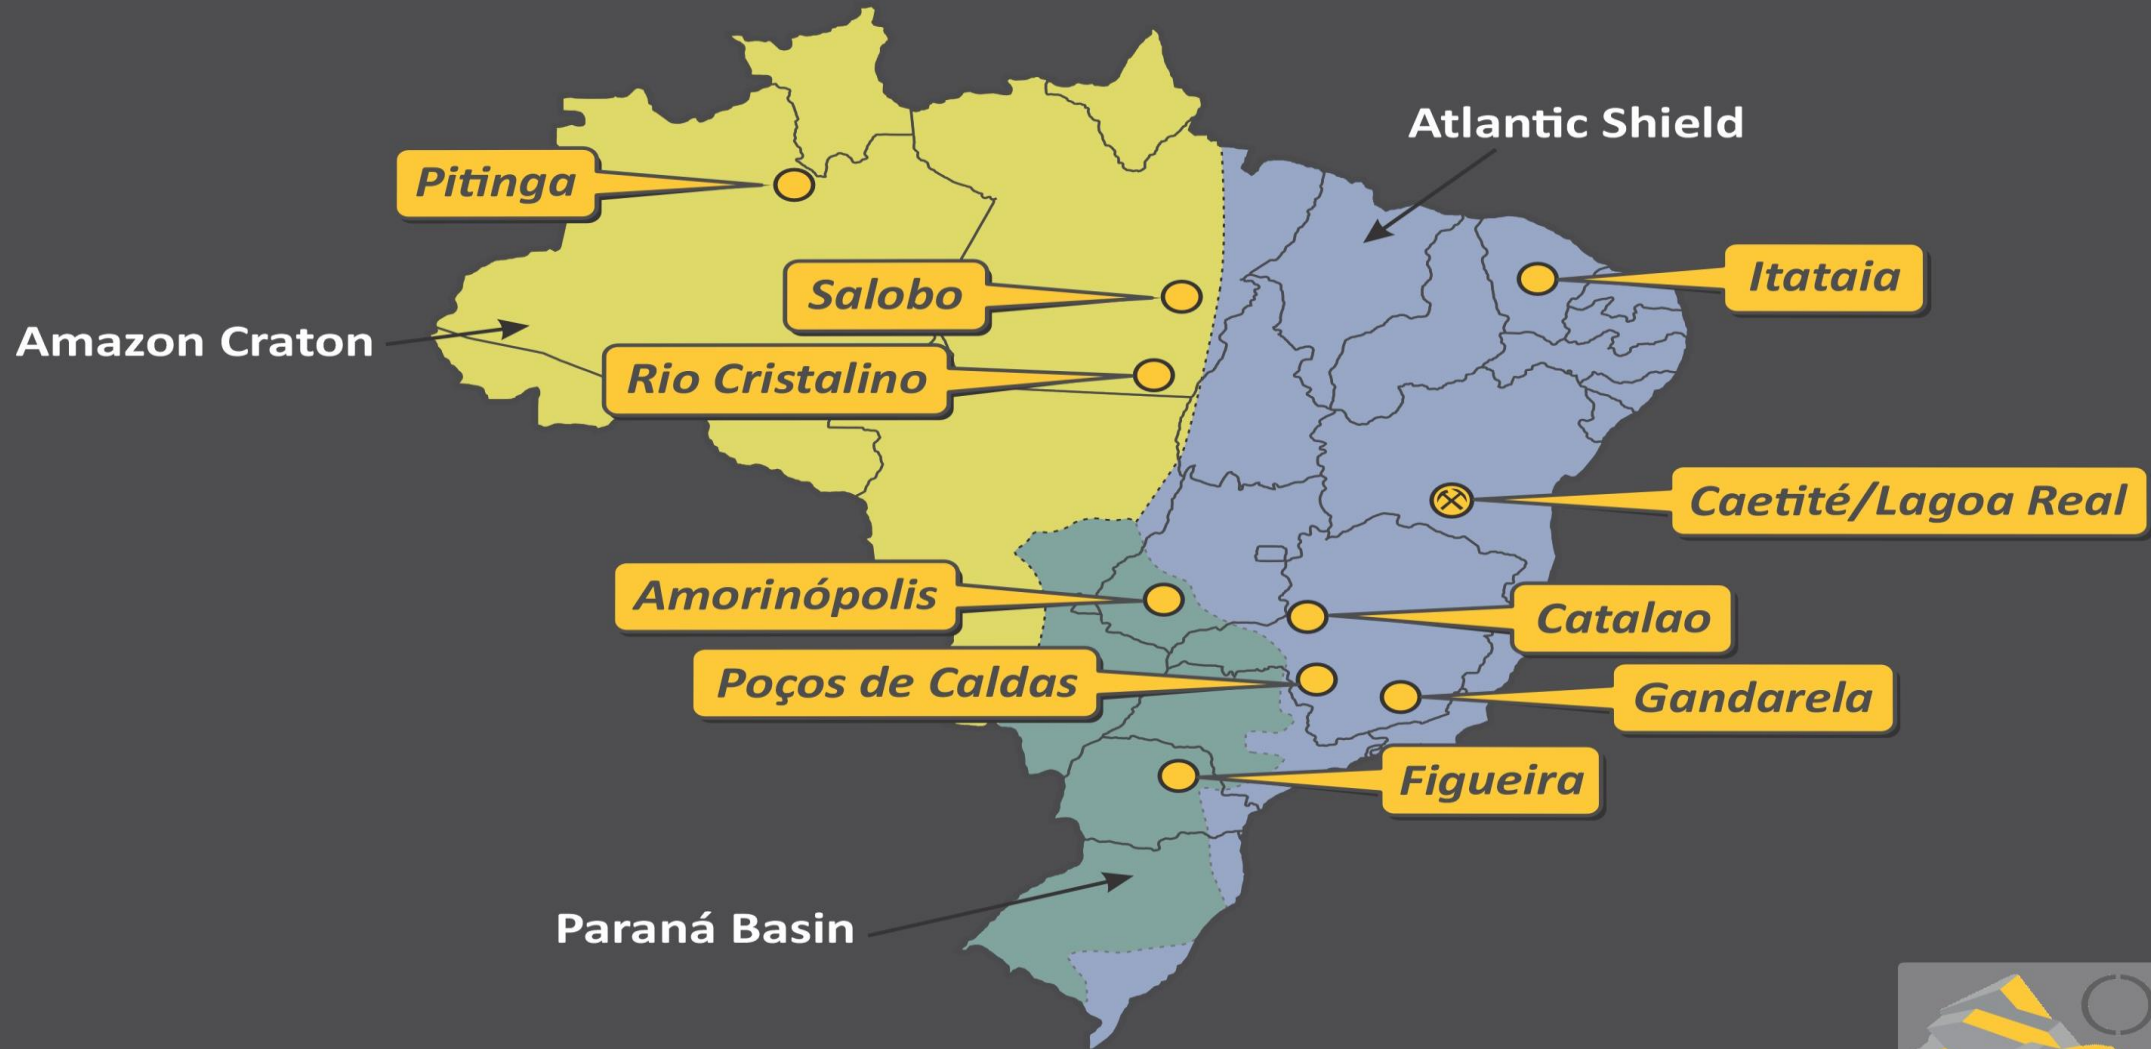 Atlantic Shield
Pitinga
Itataia
Salobo
Amazon Craton
Rio Cristalino
Caetité/Lagoa Real
Amorinópolis
Catalao
Poços de Caldas
Gandarela
Figueira
Paraná Basin